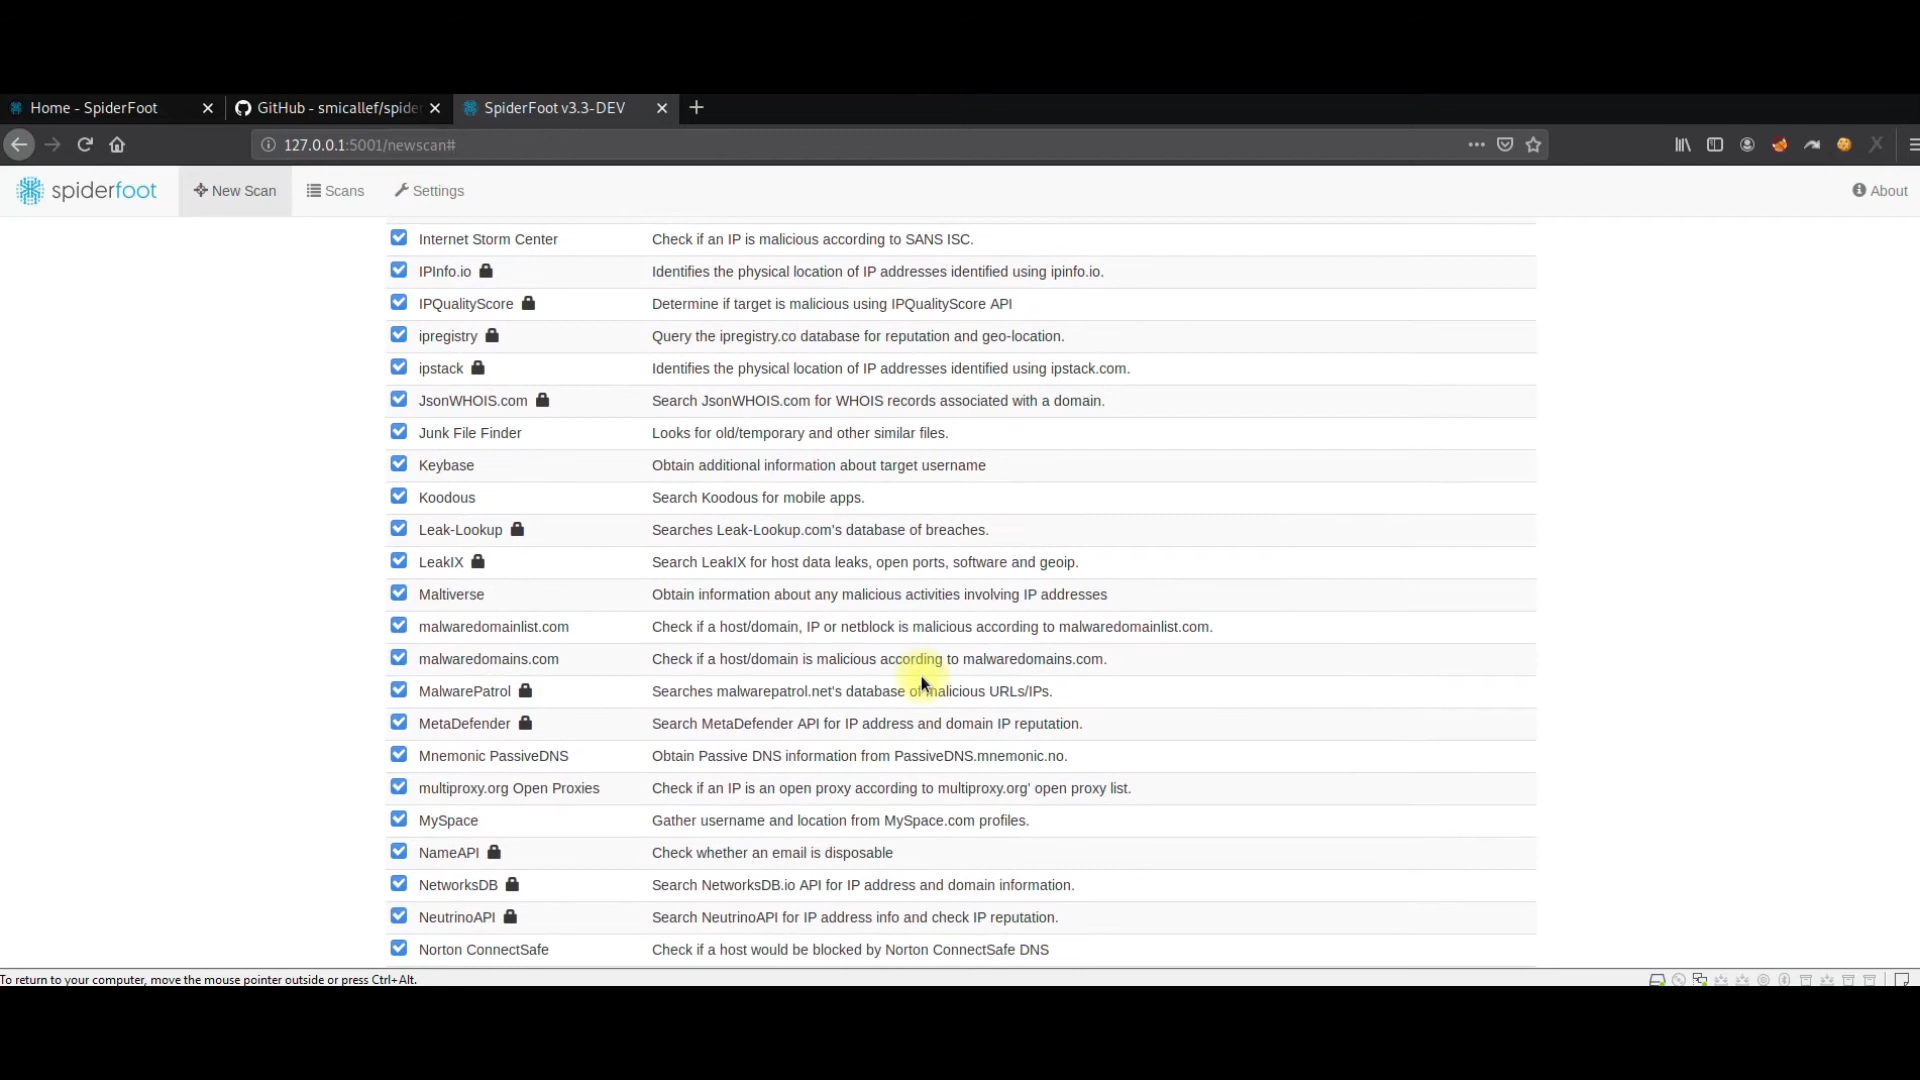 Home - SpiderFoot
GitHub - smicallef/spide
SpiderFoot v3.3-DEV
127.0.0.1:5001/newscan#
spiderfoot
New Scan
Scans
Settings
About
Internet Storm Center Check if an IP is malicious according to SANS ISC.
IPInfo.io Identifies the physical location of IP addresses identified using ipinfo.io.
IPQualityScore Determine if target is malicious using IPQualityScore API
ipregistry Query the ipregistry.co database for reputation and geo-location.
ipstack Identifies the physical location of IP addresses identified using ipstack.com.
JsonWHOIS.com Search JsonWHOIS.com for WHOIS records associated with a domain.
Junk File Finder Looks for old/temporary and other similar files.
Keybase Obtain additional information about target username
Koodous Search Koodous for mobile apps.
Leak-Lookup Searches Leak-Lookup.com's database of breaches.
LeakIX Search LeakIX for host data leaks, open ports, software and geoip.
Maltiverse Obtain information about any malicious activities involving IP addresses
malwaredomainlist.com Check if a host/domain, IP or netblock is malicious according to malwaredomainlist.com.
malwaredomains.com Check if a host/domain is malicious according to malwaredomains.com.
MalwarePatrol Searches malwarepatrol.net's database of malicious URLs/IPs.
MetaDefender Search MetaDefender API for IP address and domain IP reputation.
Mnemonic PassiveDNS Obtain Passive DNS information from PassiveDNS.mnemonic.no.
multiproxy.org Open Proxies Check if an IP is an open proxy according to multiproxy.org' open proxy list.
MySpace Gather username and location from MySpace.com profiles.
NameAPI Check whether an email is disposable
NetworksDB Search NetworksDB.io API for IP address and domain information.
NeutrinoAPI Search NeutrinoAPI for IP address info and check IP reputation.
Norton ConnectSafe Check if a host would be blocked by Norton ConnectSafe DNS
To return to your computer, move the mouse pointer outside or press Ctrl+Alt.